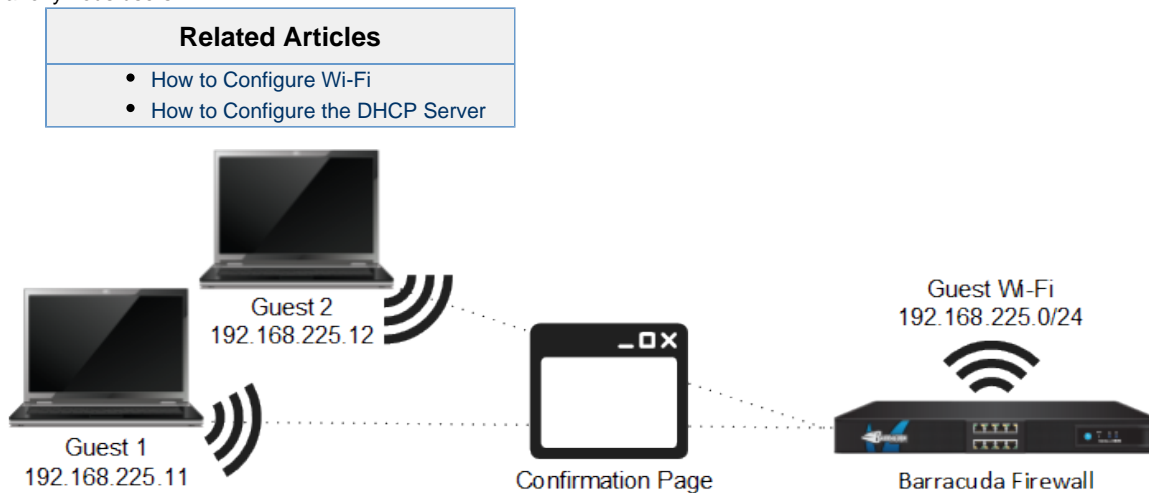 Related Articles
• How to Configure Wi-Fi
• How to Configure the DHCP Server
Guest 2
192.168.225.12
Guest Wi-Fi
192.168.225.0/24
Guest 1
192.168.225.11
Confirmation Page
Barracuda Firewall